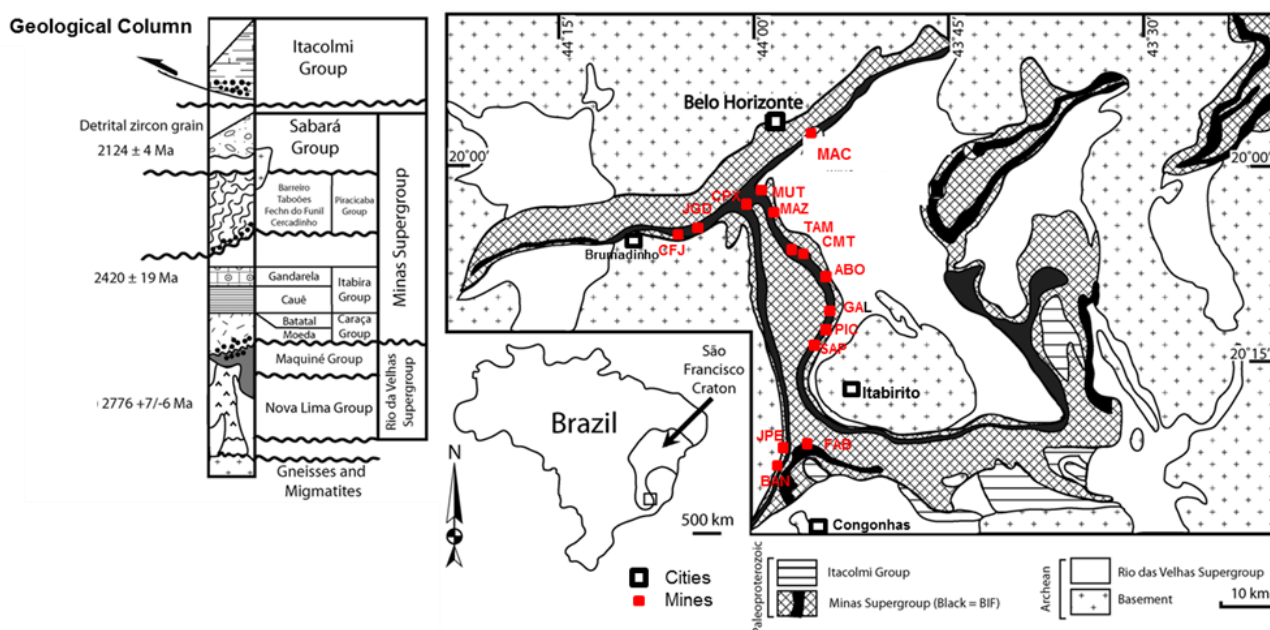 Geological Column
Itacolmi
Group
Detrital zircon grain
2124 ± 4 Ma
Sabará
Group
Barreiro
Taboões
Fechn do Funil
Cercadinho
Piracicaba
Group
2420 ± 19 Ma
Gandarela
Cauê
Itabira
Group
Batatal
Moeda
Caraça
Group
Minas Supergroup
Maquiné Group
) 2776 +7/-6 Ma
Nova Lima Group
Rio da Velhas
Supergroup
Gneisses and
Migmatites
44°15'
44°00'
43°45'
43°30'
20°00'
20°00'
20°15'
Belo Horizonte
MAC
CPX
MUT
MAZ
JGD
TAM
CMT
CFJ
Brumadinho
ABO
GAL
PIC
SAP
Itabirito
JPE
FAB
BAN
Congonhas
São
Francisco
Craton
Brazil
N
500 km
Cities
Mines
Paleoproterozoic
Itacolmi Group
Minas Supergroup (Black = BIF)
Archean
Rio das Velhas Supergroup
Basement
10 km